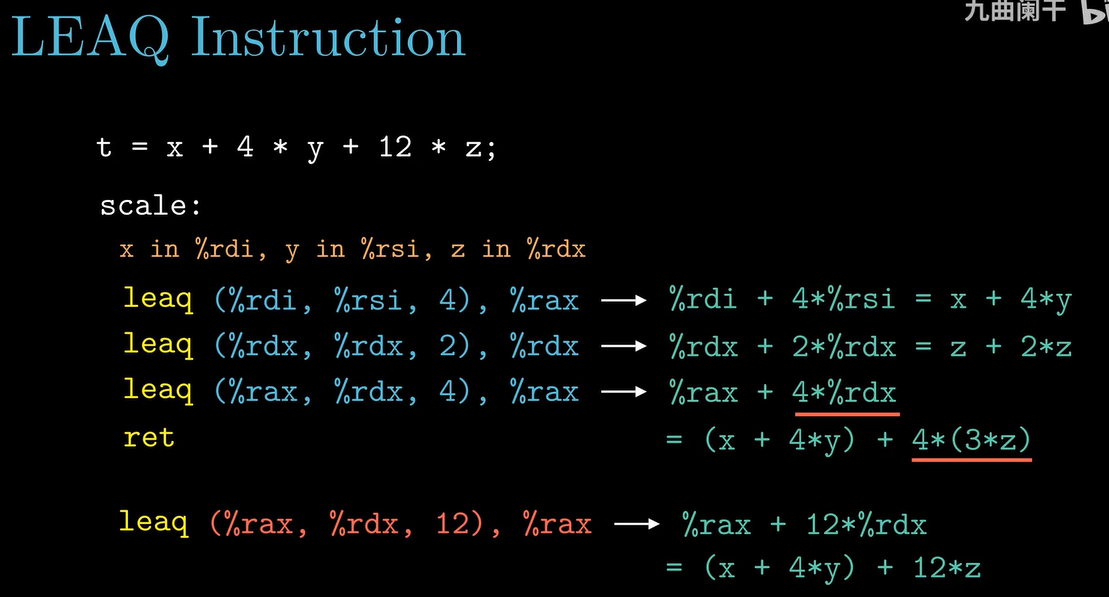 九曲阑干
LEAQ Instruction
t = x + 4 * y + 12 * z;
scale:
x in %rdi, y in %rsi, z in %rdx
leaq (%rdi, %rsi, 4), %rax → %rdi + 4*%rsi = x + 4*y
leaq (%rdx, %rdx, 2), %rdx → %rdx + 2*%rdx = z + 2*z
leaq (%rax, %rdx, 4), %rax → %rax + 4*%rdx
ret = (x + 4*y) + 4*(3*z)
leaq (%rax, %rdx, 12), %rax → %rax + 12*%rdx
= (x + 4*y) + 12*z